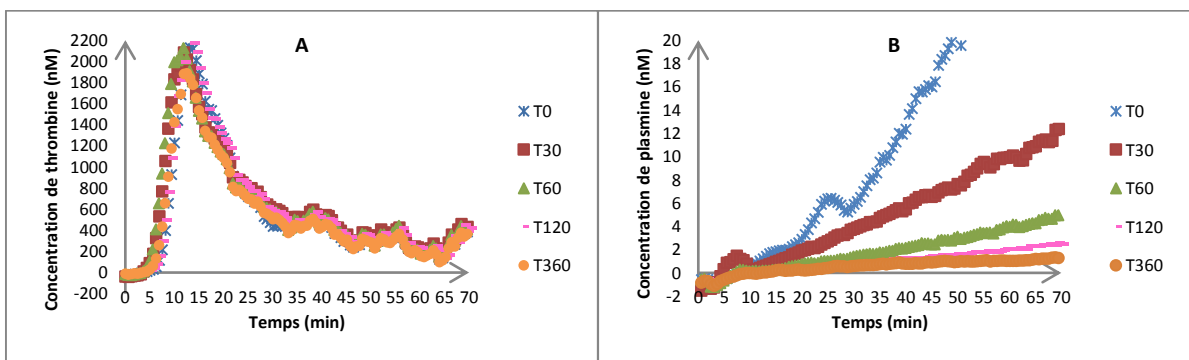 A
Concentration de thrombine (nM)
2200
2000
1800
1600
1400
1200
1000
800
600
400
200
0
-200
0 5 10 15 20 25 30 35 40 45 50 55 60 65 70
Temps (min)
T0
T30
T60
T120
T360
B
Concentration de plasmine (nM)
20
18
16
14
12
10
8
6
4
2
0
-2
0 5 10 15 20 25 30 35 40 45 50 55 60 65 70
Temps (min)
T0
T30
T60
T120
T360